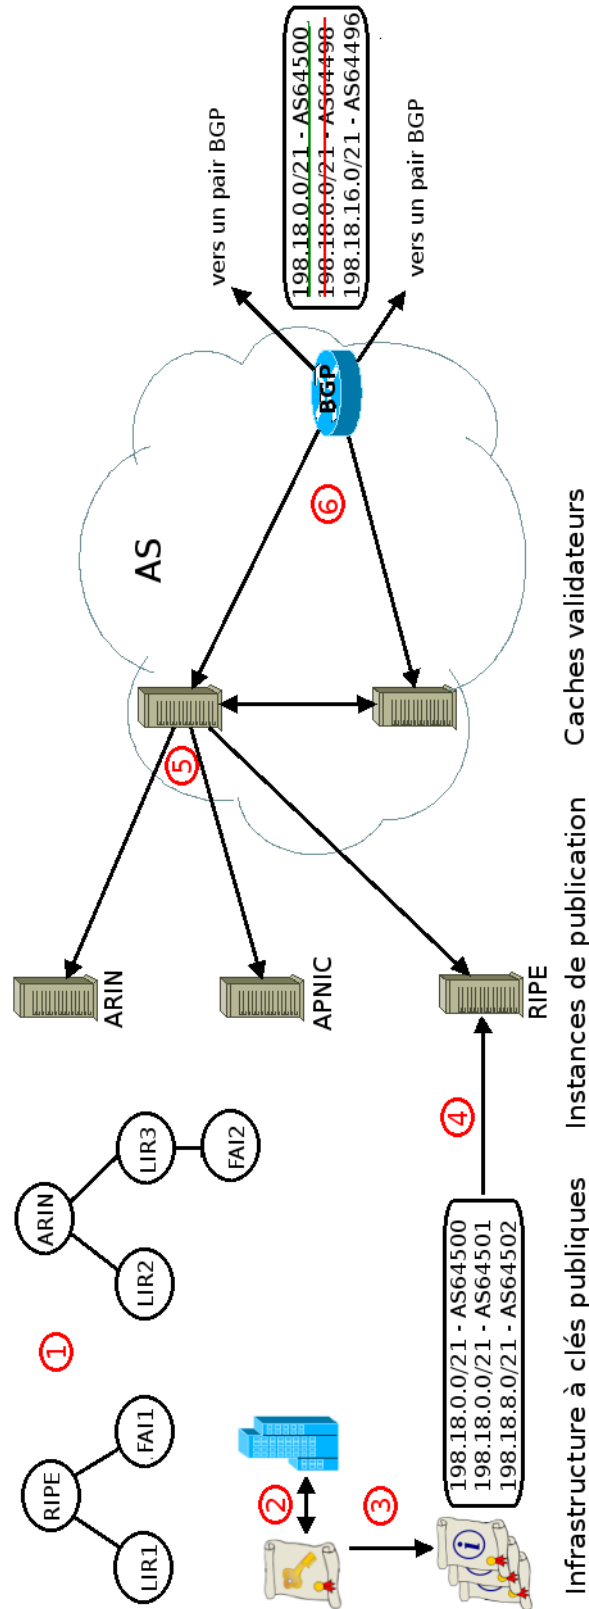 1
RIPE
LIR1
FAI1
ARIN
LIR2
LIR3
FAI2
2
3
198.18.0.0/21 - AS64500
198.18.0.0/21 - AS64501
198.18.8.0/21 - AS64502
4
ARIN
APNIC
RIPE
5
AS
6
BGP
vers un pair BGP
198.18.0.0/21 - AS64500
198.18.0.0/21 - AS64498
198.18.16.0/21 - AS64496
vers un pair BGP
Infrastructure à clés publiques
Instances de publication
Caches validateurs